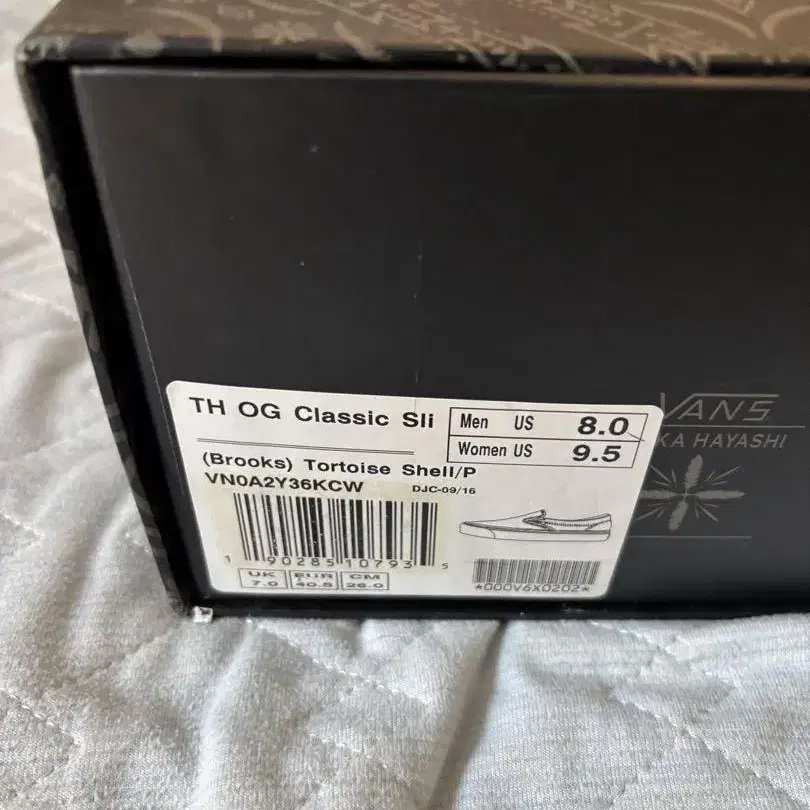 TH OG Classic Sli
Men US 8.0
Women US 9.5
(Brooks) Tortoise Shell/P
VN0A2Y36KCW DJC-09/16
1 90285 10793 5
UK EUR CM
7.0 40.5 26.0
*000V6X0202*
VANS
KA HAYASHI